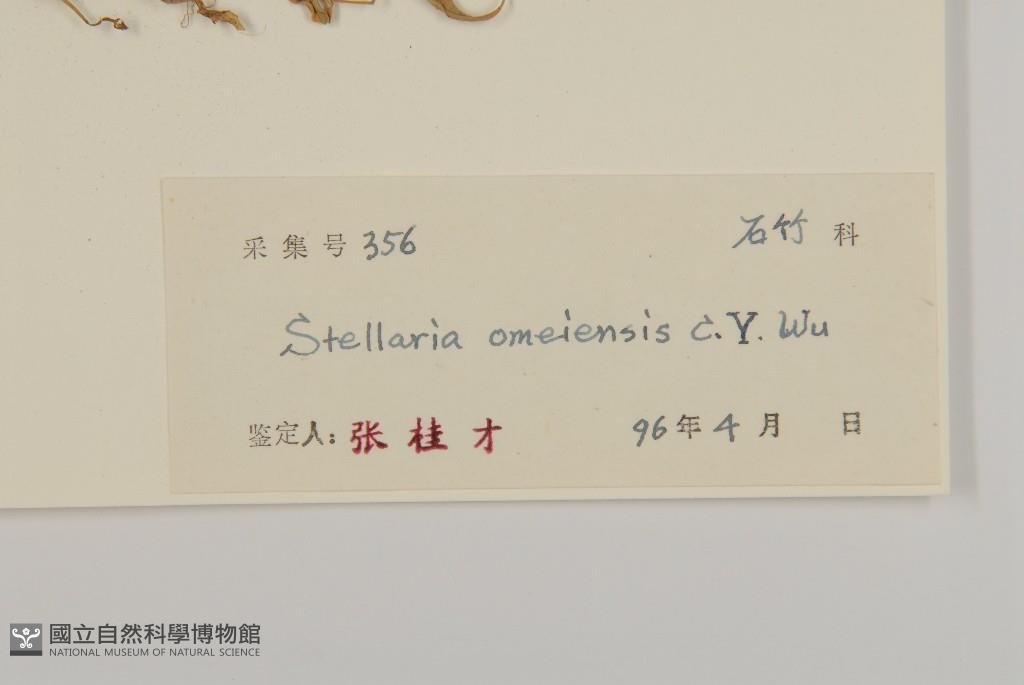 采集号 356 石竹 科
Stellaria omeiensis C.Y. Wu
鉴定人: 张桂才 96年4月 日
國立自然科學博物館
NATIONAL MUSEUM OF NATURAL SCIENCE